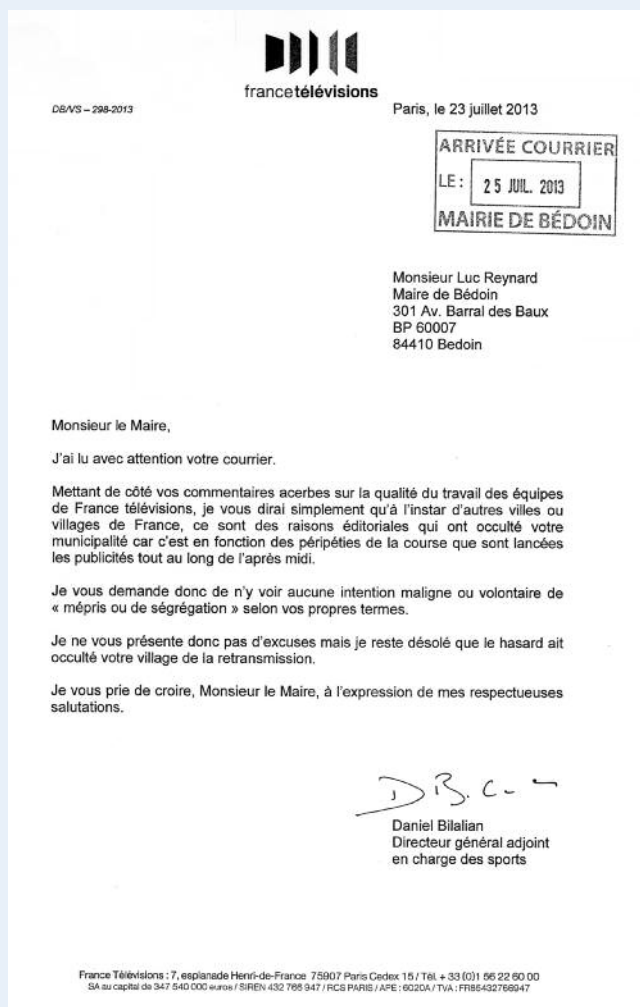 francetélévisions
DB/VS – 298-2013
Paris, le 23 juillet 2013
ARRIVÉE COURRIER
LE : 25 JUIL. 2013
MAIRIE DE BÉDOIN
Monsieur Luc Reynard
Maire de Bédoin
301 Av. Barral des Baux
BP 60007
84410 Bedoin
Monsieur le Maire,
J'ai lu avec attention votre courrier.
Mettant de côté vos commentaires acerbes sur la qualité du travail des équipes
de France télévisions, je vous dirai simplement qu'à l'instar d'autres villes ou
villages de France, ce sont des raisons éditoriales qui ont occulté votre
municipalité car c'est en fonction des péripéties de la course que sont lancées
les publicités tout au long de l'après midi.
Je vous demande donc de n'y voir aucune intention maligne ou volontaire de
« mépris ou de ségrégation » selon vos propres termes.
Je ne vous présente donc pas d'excuses mais je reste désolé que le hasard ait
occulté votre village de la retransmission.
Je vous prie de croire, Monsieur le Maire, à l'expression de mes respectueuses
salutations.
Daniel Bilalian
Directeur général adjoint
en charge des sports
France Télévisions : 7, esplanade Henri-de-France 75907 Paris Cedex 15 / Tél. + 33 (0)1 56 22 60 00
SA au capital de 347 540 000 euros / SIREN 432 766 947 / RCS PARIS / APE : 6020A / TVA : FR86432766947